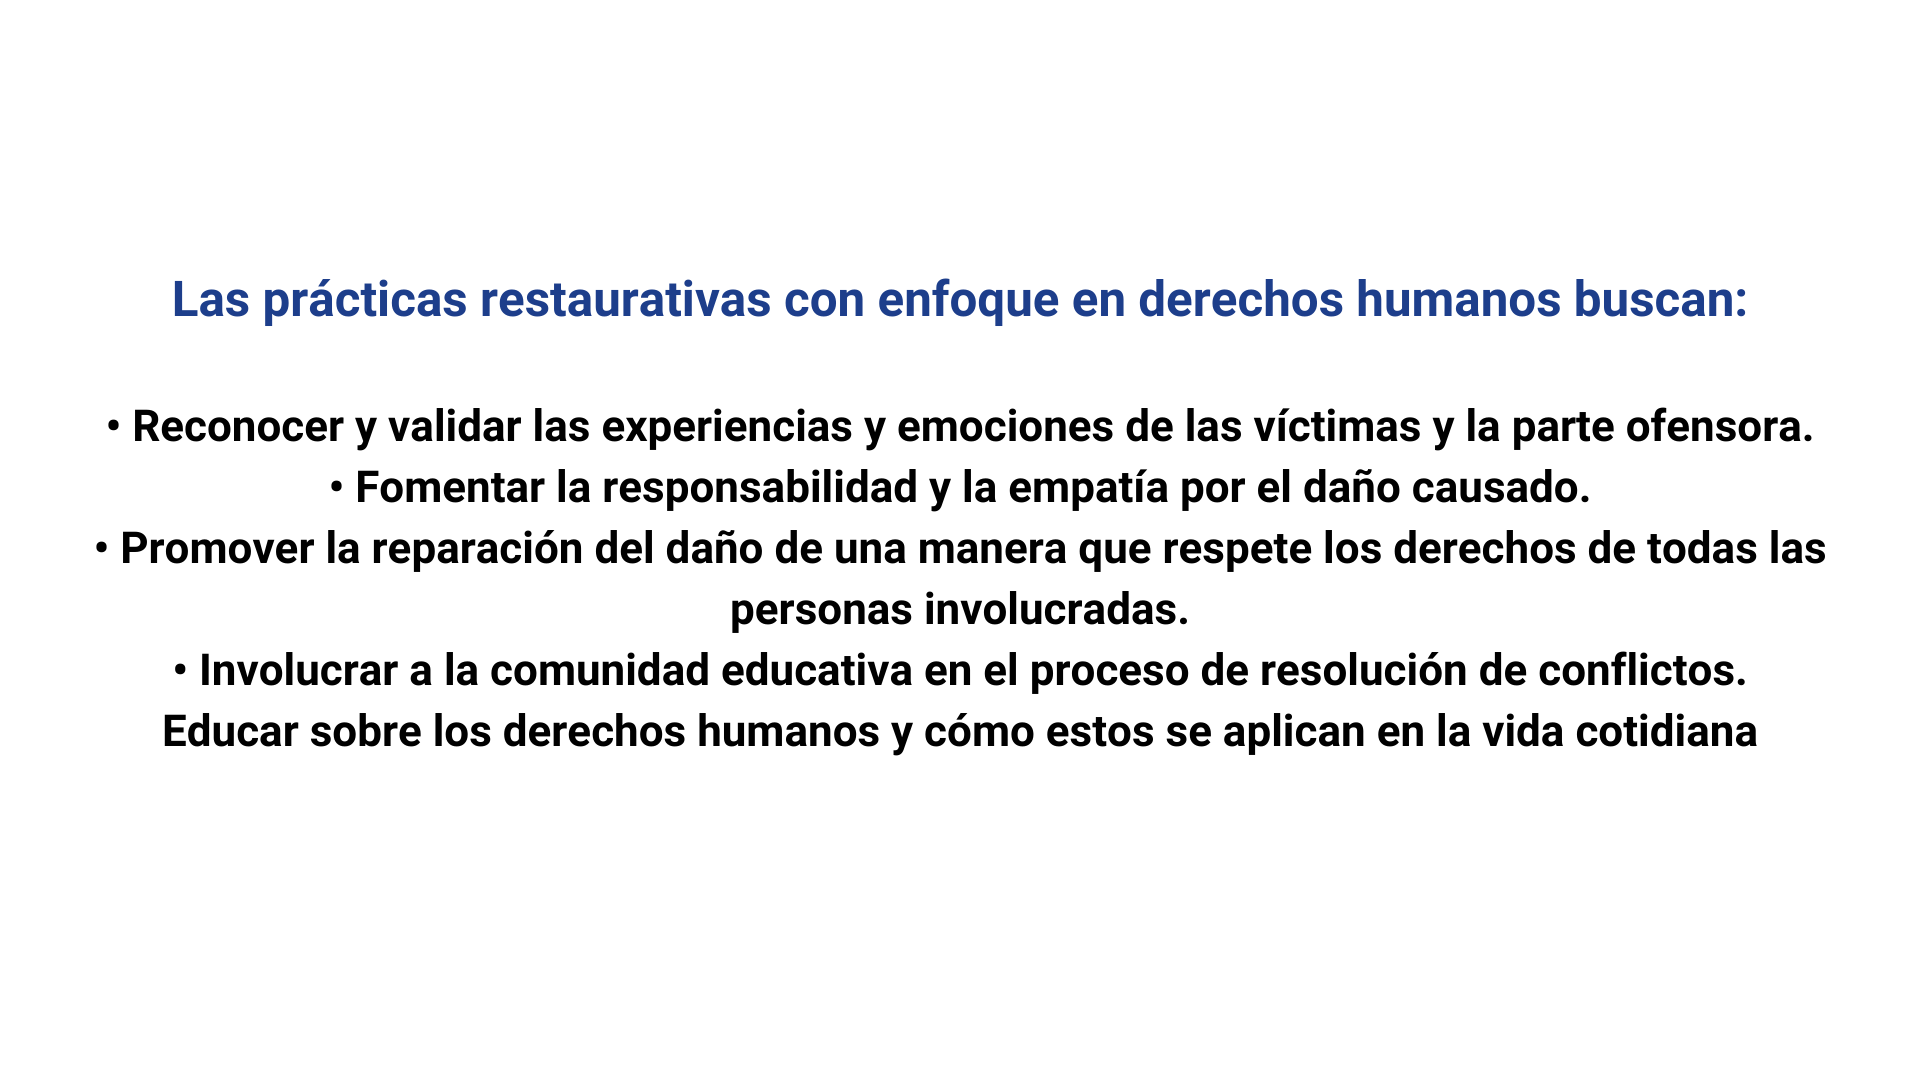 Las prácticas restaurativas con enfoque en derechos humanos buscan:
• Reconocer y validar las experiencias y emociones de las víctimas y la parte ofensora.
• Fomentar la responsabilidad y la empatía por el daño causado.
• Promover la reparación del daño de una manera que respete los derechos de todas las
personas involucradas.
• Involucrar a la comunidad educativa en el proceso de resolución de conflictos.
Educar sobre los derechos humanos y cómo estos se aplican en la vida cotidiana